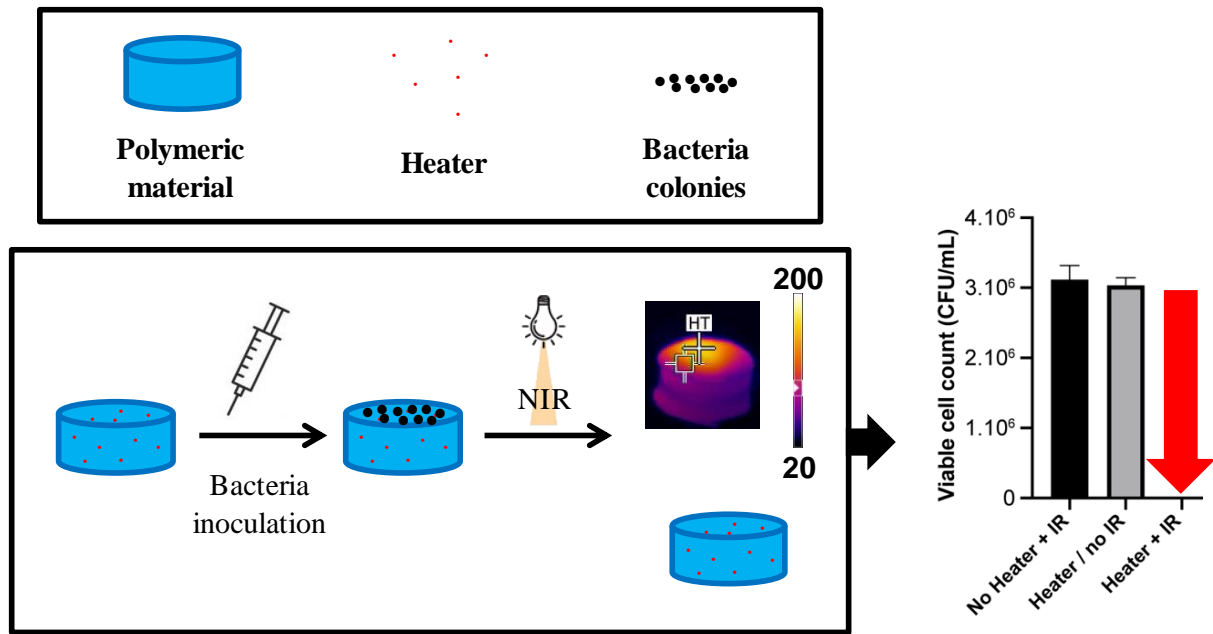 Polymeric
material
Heater
Bacteria
colonies
Bacteria
inoculation
NIR
HT
200
20
Viable cell count (CFU/mL)
4.10⁶
3.10⁶
2.10⁶
1.10⁶
0
No Heater + IR
Heater / no IR
Heater + IR